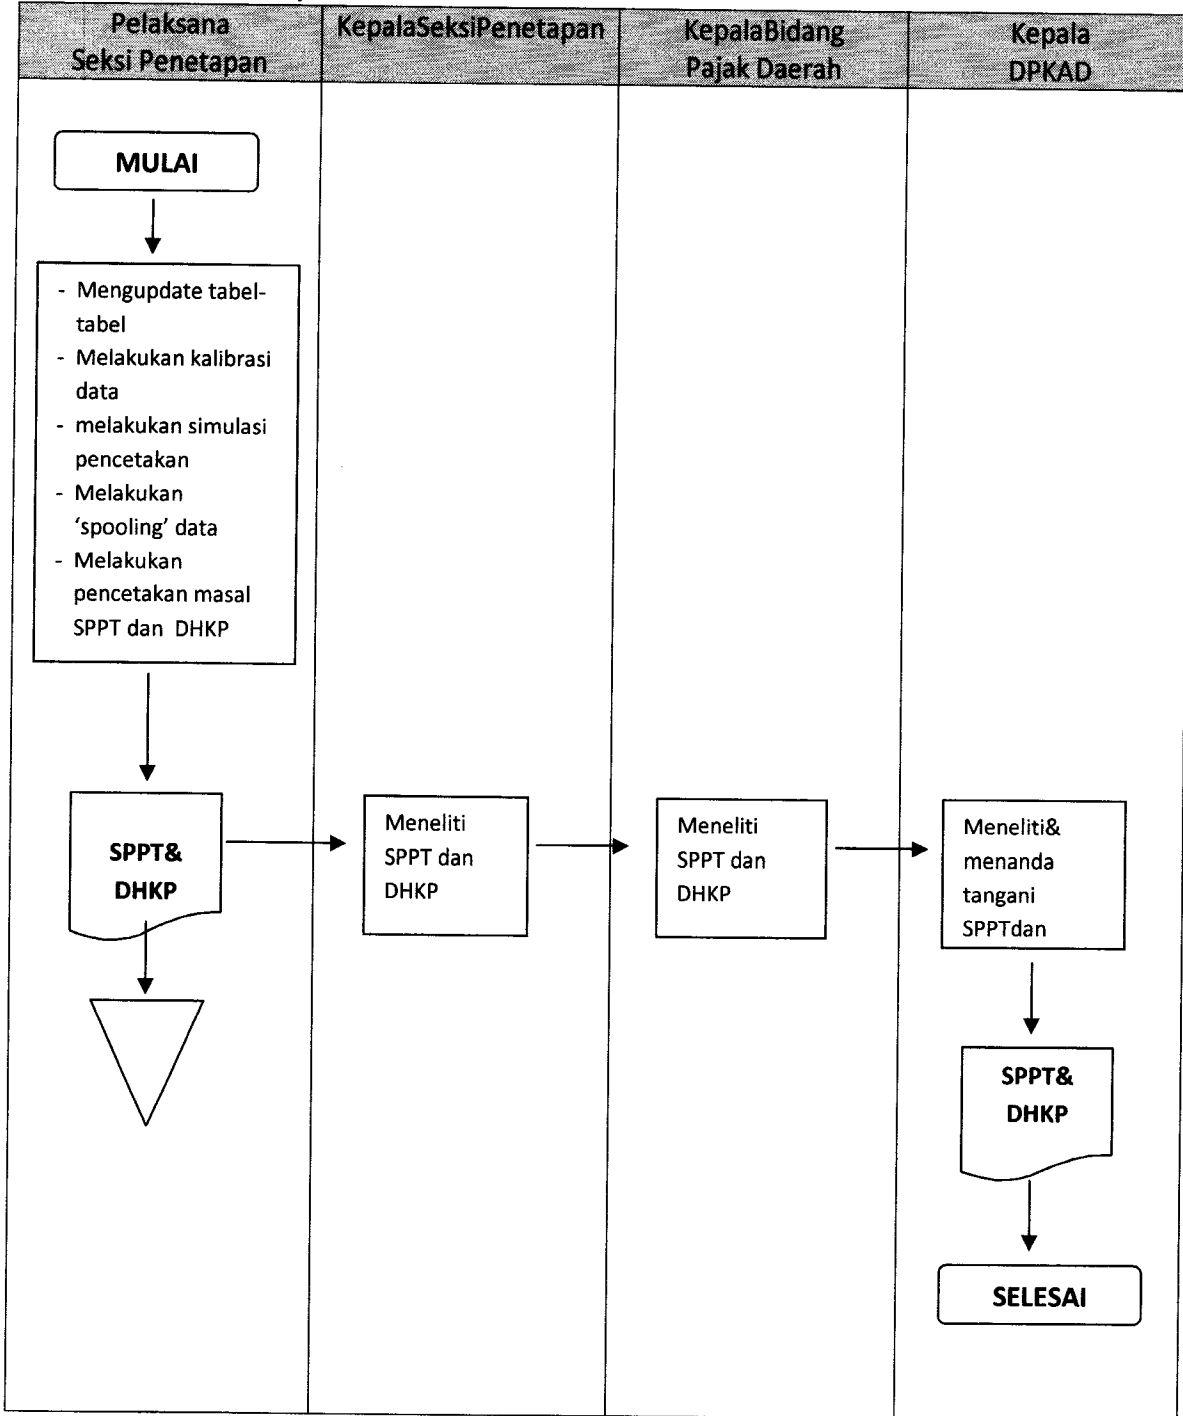 Pelaksana
Seksi Penetapan
KepalaSeksiPenetapan
KepalaBidang
Pajak Daerah
Kepala
DPKAD
MULAI
- Mengupdate tabel-
tabel
- Melakukan kalibrasi
data
- melakukan simulasi
pencetakan
- Melakukan
‘spooling’ data
- Melakukan
pencetakan masal
SPPT dan DHKP
SPPT&
DHKP
Meneliti
SPPT dan
DHKP
Meneliti
SPPT dan
DHKP
Meneliti&
menanda
tangani
SPPTdan
SPPT&
DHKP
SELESAI